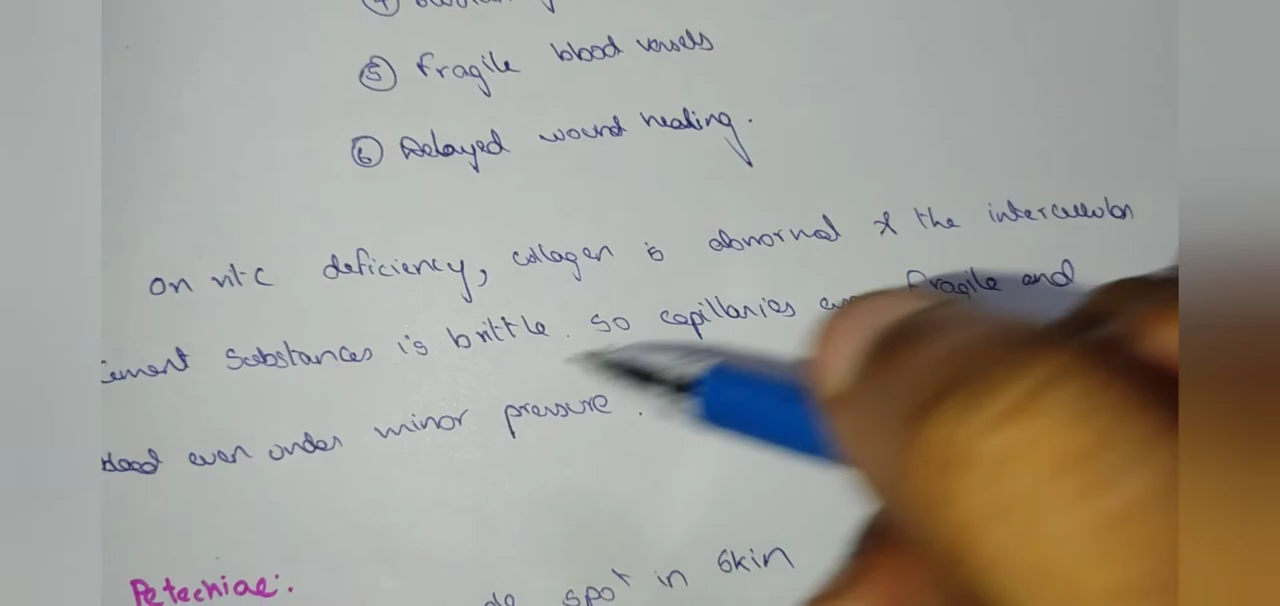 ④
⑤ Fragile blood vessels
⑥ Delayed wound healing.
On vit-C deficiency, collagen is abnormal & the intercellular
cement substances is brittle. So capillaries are fragile and
bleed even under minor pressure.
Petechiae: spot in skin